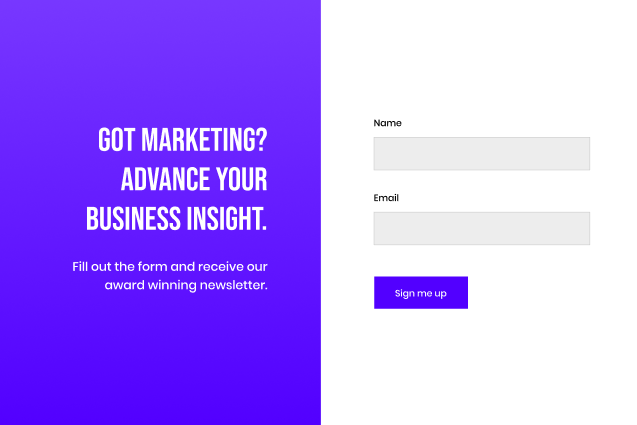 GOT MARKETING?
ADVANCE YOUR
BUSINESS INSIGHT.
Fill out the form and receive our
award winning newsletter.
Name
Email
Sign me up